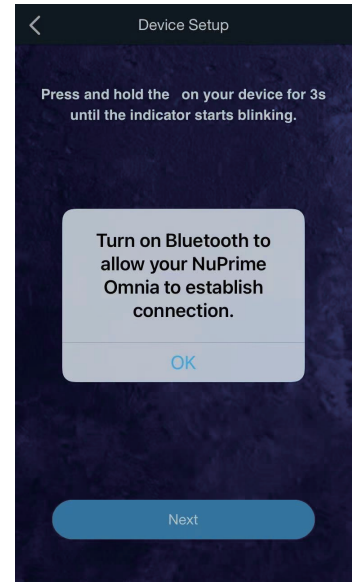 Device Setup
Press and hold the on your device for 3s
until the indicator starts blinking.
Turn on Bluetooth to
allow your NuPrime
Omnia to establish
connection.
OK
Next